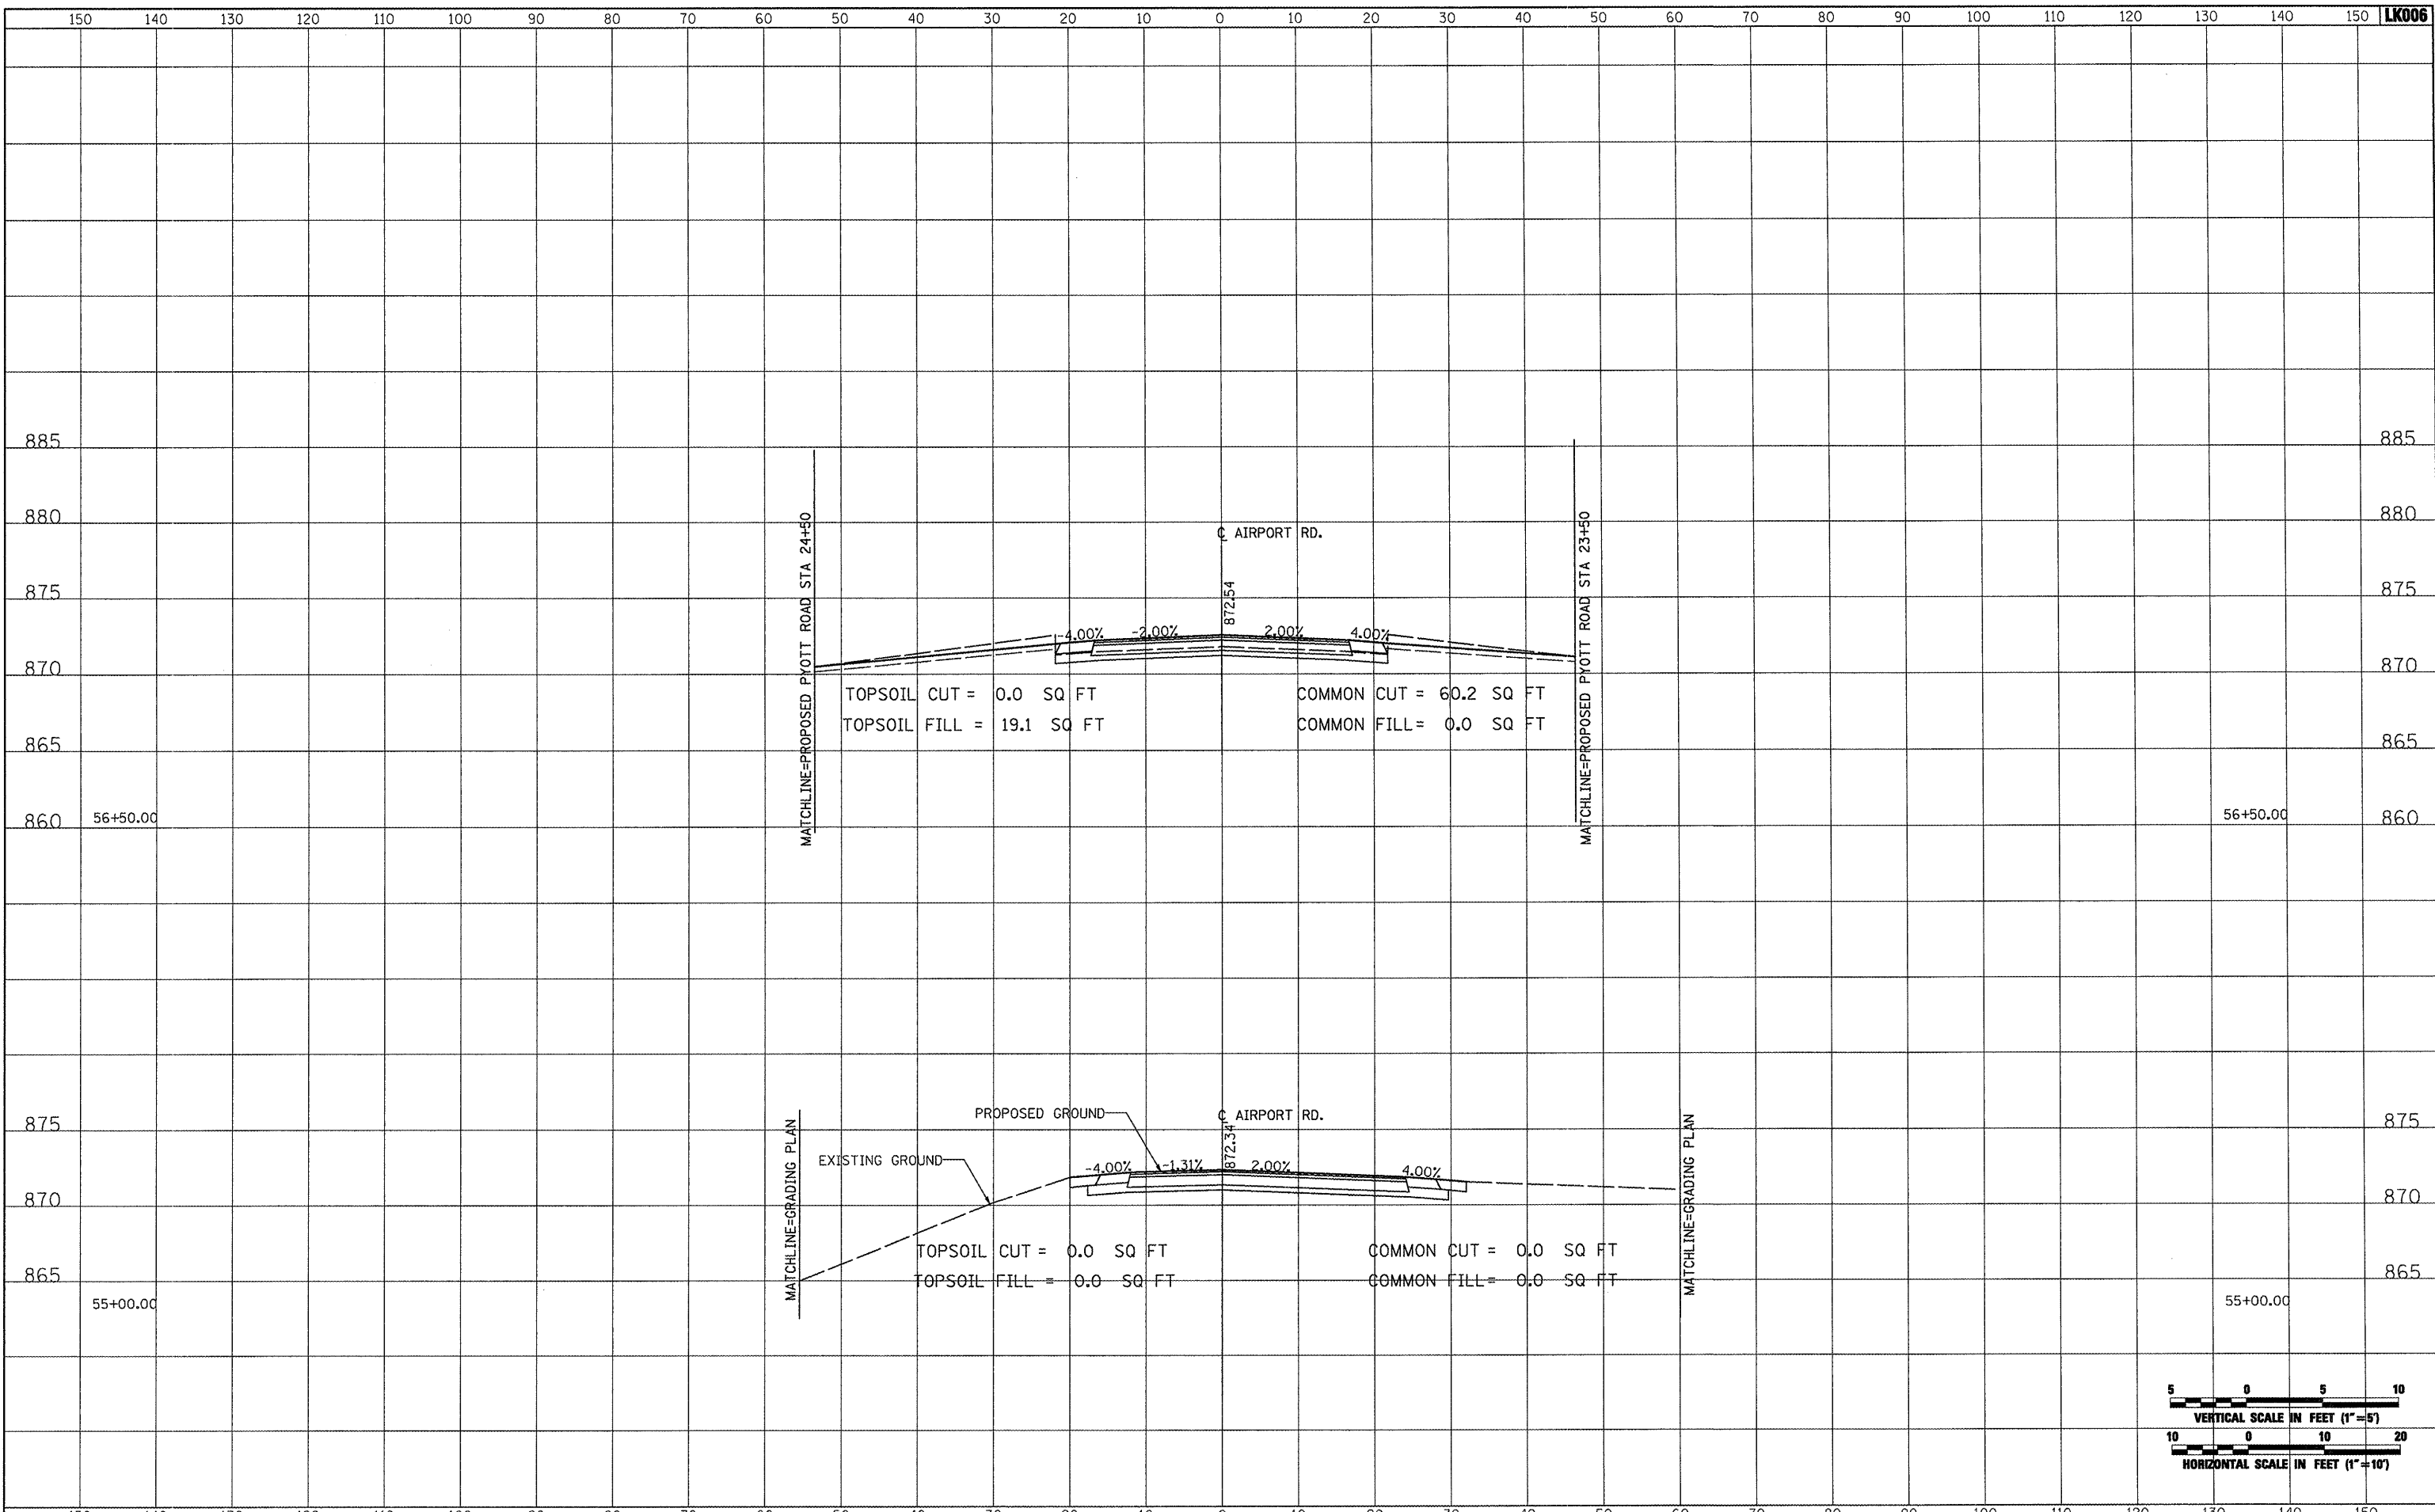 150 140 130 120 110 100 90 80 70 60 50 40 30 20 10 0 10 20 30 40 50 60 70 80 90 100 110 120 130 140 150 LK006
885 885
880 880
℄ AIRPORT RD.
875 875
872.54
-4.00% -2.00% 2.00% 4.00%
870 870
MATCHLINE=PROPOSED PYOTT ROAD STA 24+50
MATCHLINE=PROPOSED PYOTT ROAD STA 23+50
TOPSOIL CUT = 0.0 SQ FT COMMON CUT = 60.2 SQ FT
TOPSOIL FILL = 19.1 SQ FT COMMON FILL= 0.0 SQ FT
865 865
860 56+50.00 56+50.00 860
875 PROPOSED GROUND ℄ AIRPORT RD. 875
872.34
EXISTING GROUND -4.00% -1.31% 2.00% 4.00%
870 870
MATCHLINE=GRADING PLAN
MATCHLINE=GRADING PLAN
TOPSOIL CUT = 0.0 SQ FT COMMON CUT = 0.0 SQ FT
TOPSOIL FILL = 0.0 SQ FT COMMON FILL= 0.0 SQ FT
865 865
55+00.00 55+00.00
5 0 5 10
VERTICAL SCALE IN FEET (1"=5')
10 0 10 20
HORIZONTAL SCALE IN FEET (1"=10')